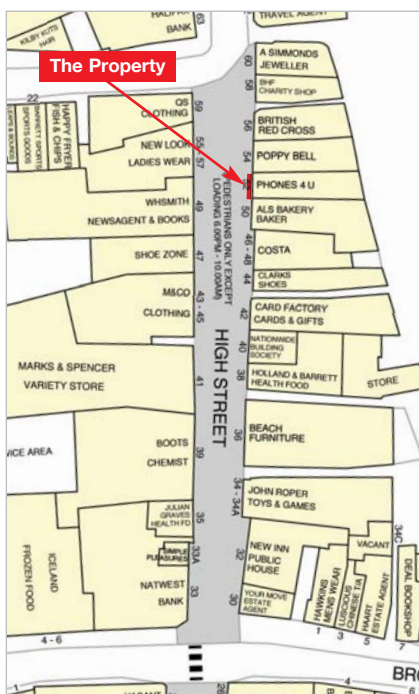 HALIFAX
BANK
63
TRAVEL AGENT
KILBY KUTS
HAIR
The Property
60
58
A SIMMONDS
JEWELLER
BHF
CHARITY SHOP
22
BARRETT SPORTS
SPORTS GOODS
HAPPY FRYER
FISH & CHIPS
QS
CLOTHING
59
NEW LOOK
LADIES WEAR
55
57
WHSMITH
NEWSAGENT & BOOKS
49
SHOE ZONE
47
M&CO
CLOTHING
43 -
45
MARKS & SPENCER
VARIETY STORE
41
BOOTS
CHEMIST
39
JULIAN
GRAVES
HEALTH FD
35
SIMPLE
PLEASURES
33A
NATWEST
BANK
33
ICELAND
FROZEN FOOD
4 - 6
(PEDESTRIANS ONLY EXCEPT
LOADING 6.00PM - 10.00AM)
HIGH STREET
56
BRITISH
RED CROSS
54
POPPY BELL
52
PHONES 4 U
50
ALS BAKERY
BAKER
46 - 48
COSTA
44
CLARKS
SHOES
42
CARD FACTORY
CARDS & GIFTS
40
NATIONWIDE
BUILDING
SOCIETY
38
HOLLAND & BARRETT
HEALTH FOOD
STORE
36
BEACH
FURNITURE
34 - 34A
JOHN ROPER
TOYS & GAMES
32
NEW INN
PUBLIC
HOUSE
30
YOUR MOVE
ESTATE
AGENT
HAWKINS
MENS WEAR
1
LUSCIOUS
CHINESE T/A
3
VACANT
HAART
ESTATE AGENT
5
34C
DEAL BOOKSHOP
7
BRO
4
1
VACANT